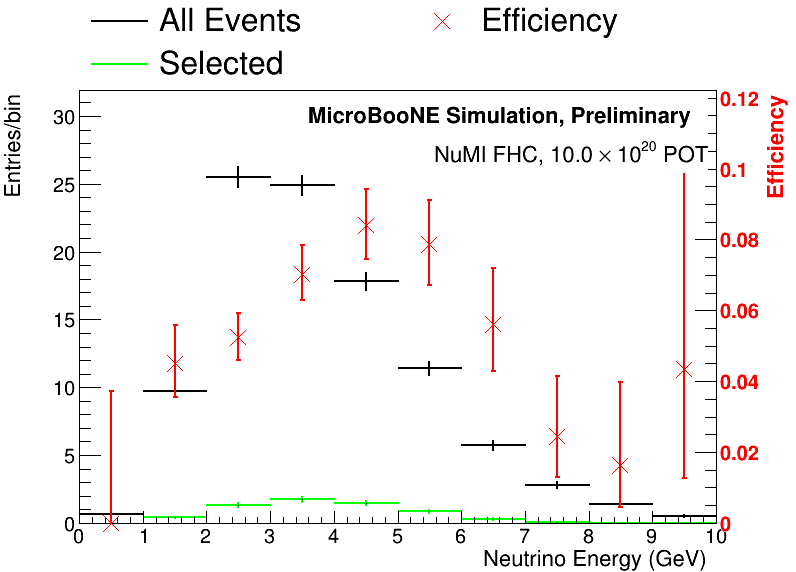 All Events
Efficiency
Selected
MicroBooNE Simulation, Preliminary
NuMI FHC, 10.0 × 10²⁰ POT
Entries/bin
30
25
20
15
10
5
0
0.12
0.1
0.08
0.06
0.04
0.02
0
Efficiency
0 1 2 3 4 5 6 7 8 9 10
Neutrino Energy (GeV)